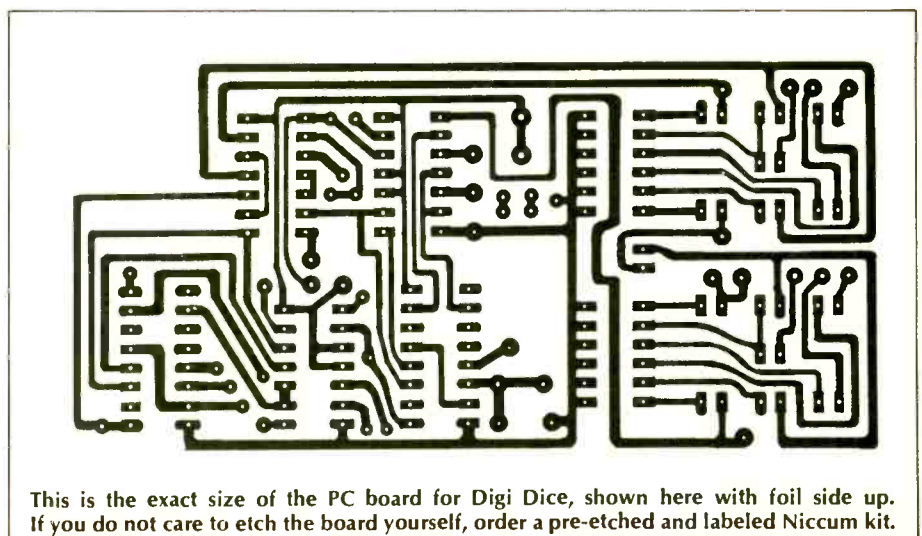 This is the exact size of the PC board for Digi Dice, shown here with foil side up.
If you do not care to etch the board yourself, order a pre-etched and labeled Niccum kit.